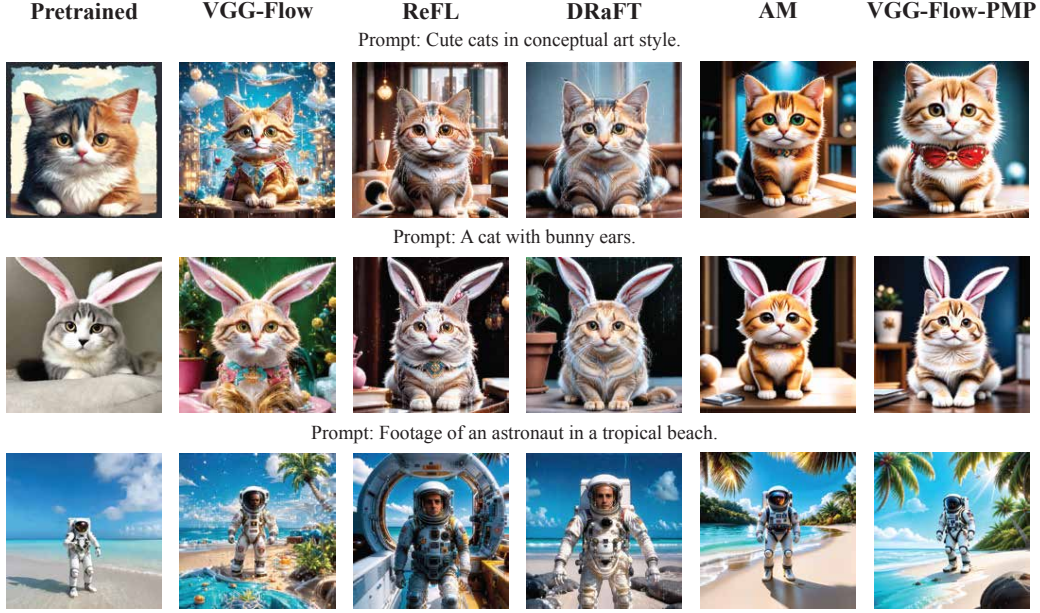 Pretrained VGG-Flow ReFL DRaFT AM VGG-Flow-PMP
Prompt: Cute cats in conceptual art style.
Prompt: A cat with bunny ears.
Prompt: Footage of an astronaut in a tropical beach.